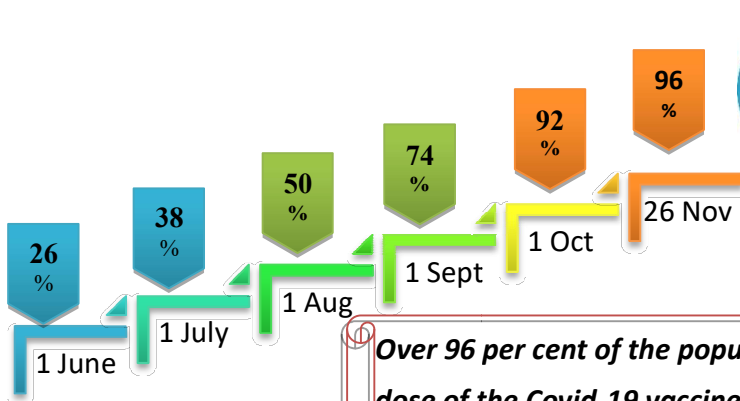 26
%
1 June
38
%
1 July
50
%
1 Aug
74
%
1 Sept
92
%
1 Oct
96
%
26 Nov
Over 96 per cent of the
dose of the Covid-19 vaccine